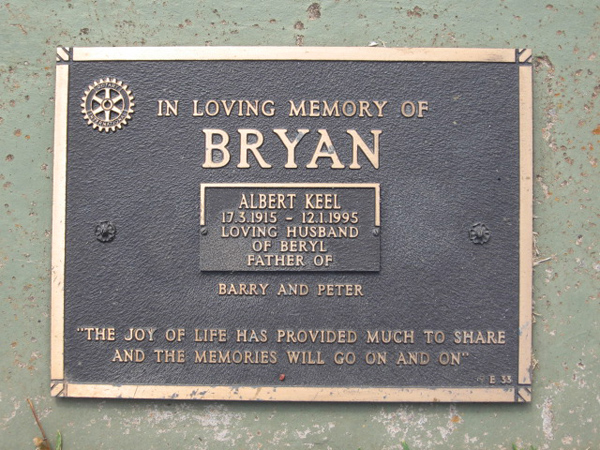 IN LOVING MEMORY OF
BRYAN
ALBERT KEEL
17.3.1915 - 12.1.1995
LOVING HUSBAND
OF BERYL
FATHER OF
BARRY AND PETER
"THE JOY OF LIFE HAS PROVIDED MUCH TO SHARE
AND THE MEMORIES WILL GO ON AND ON"
E 33